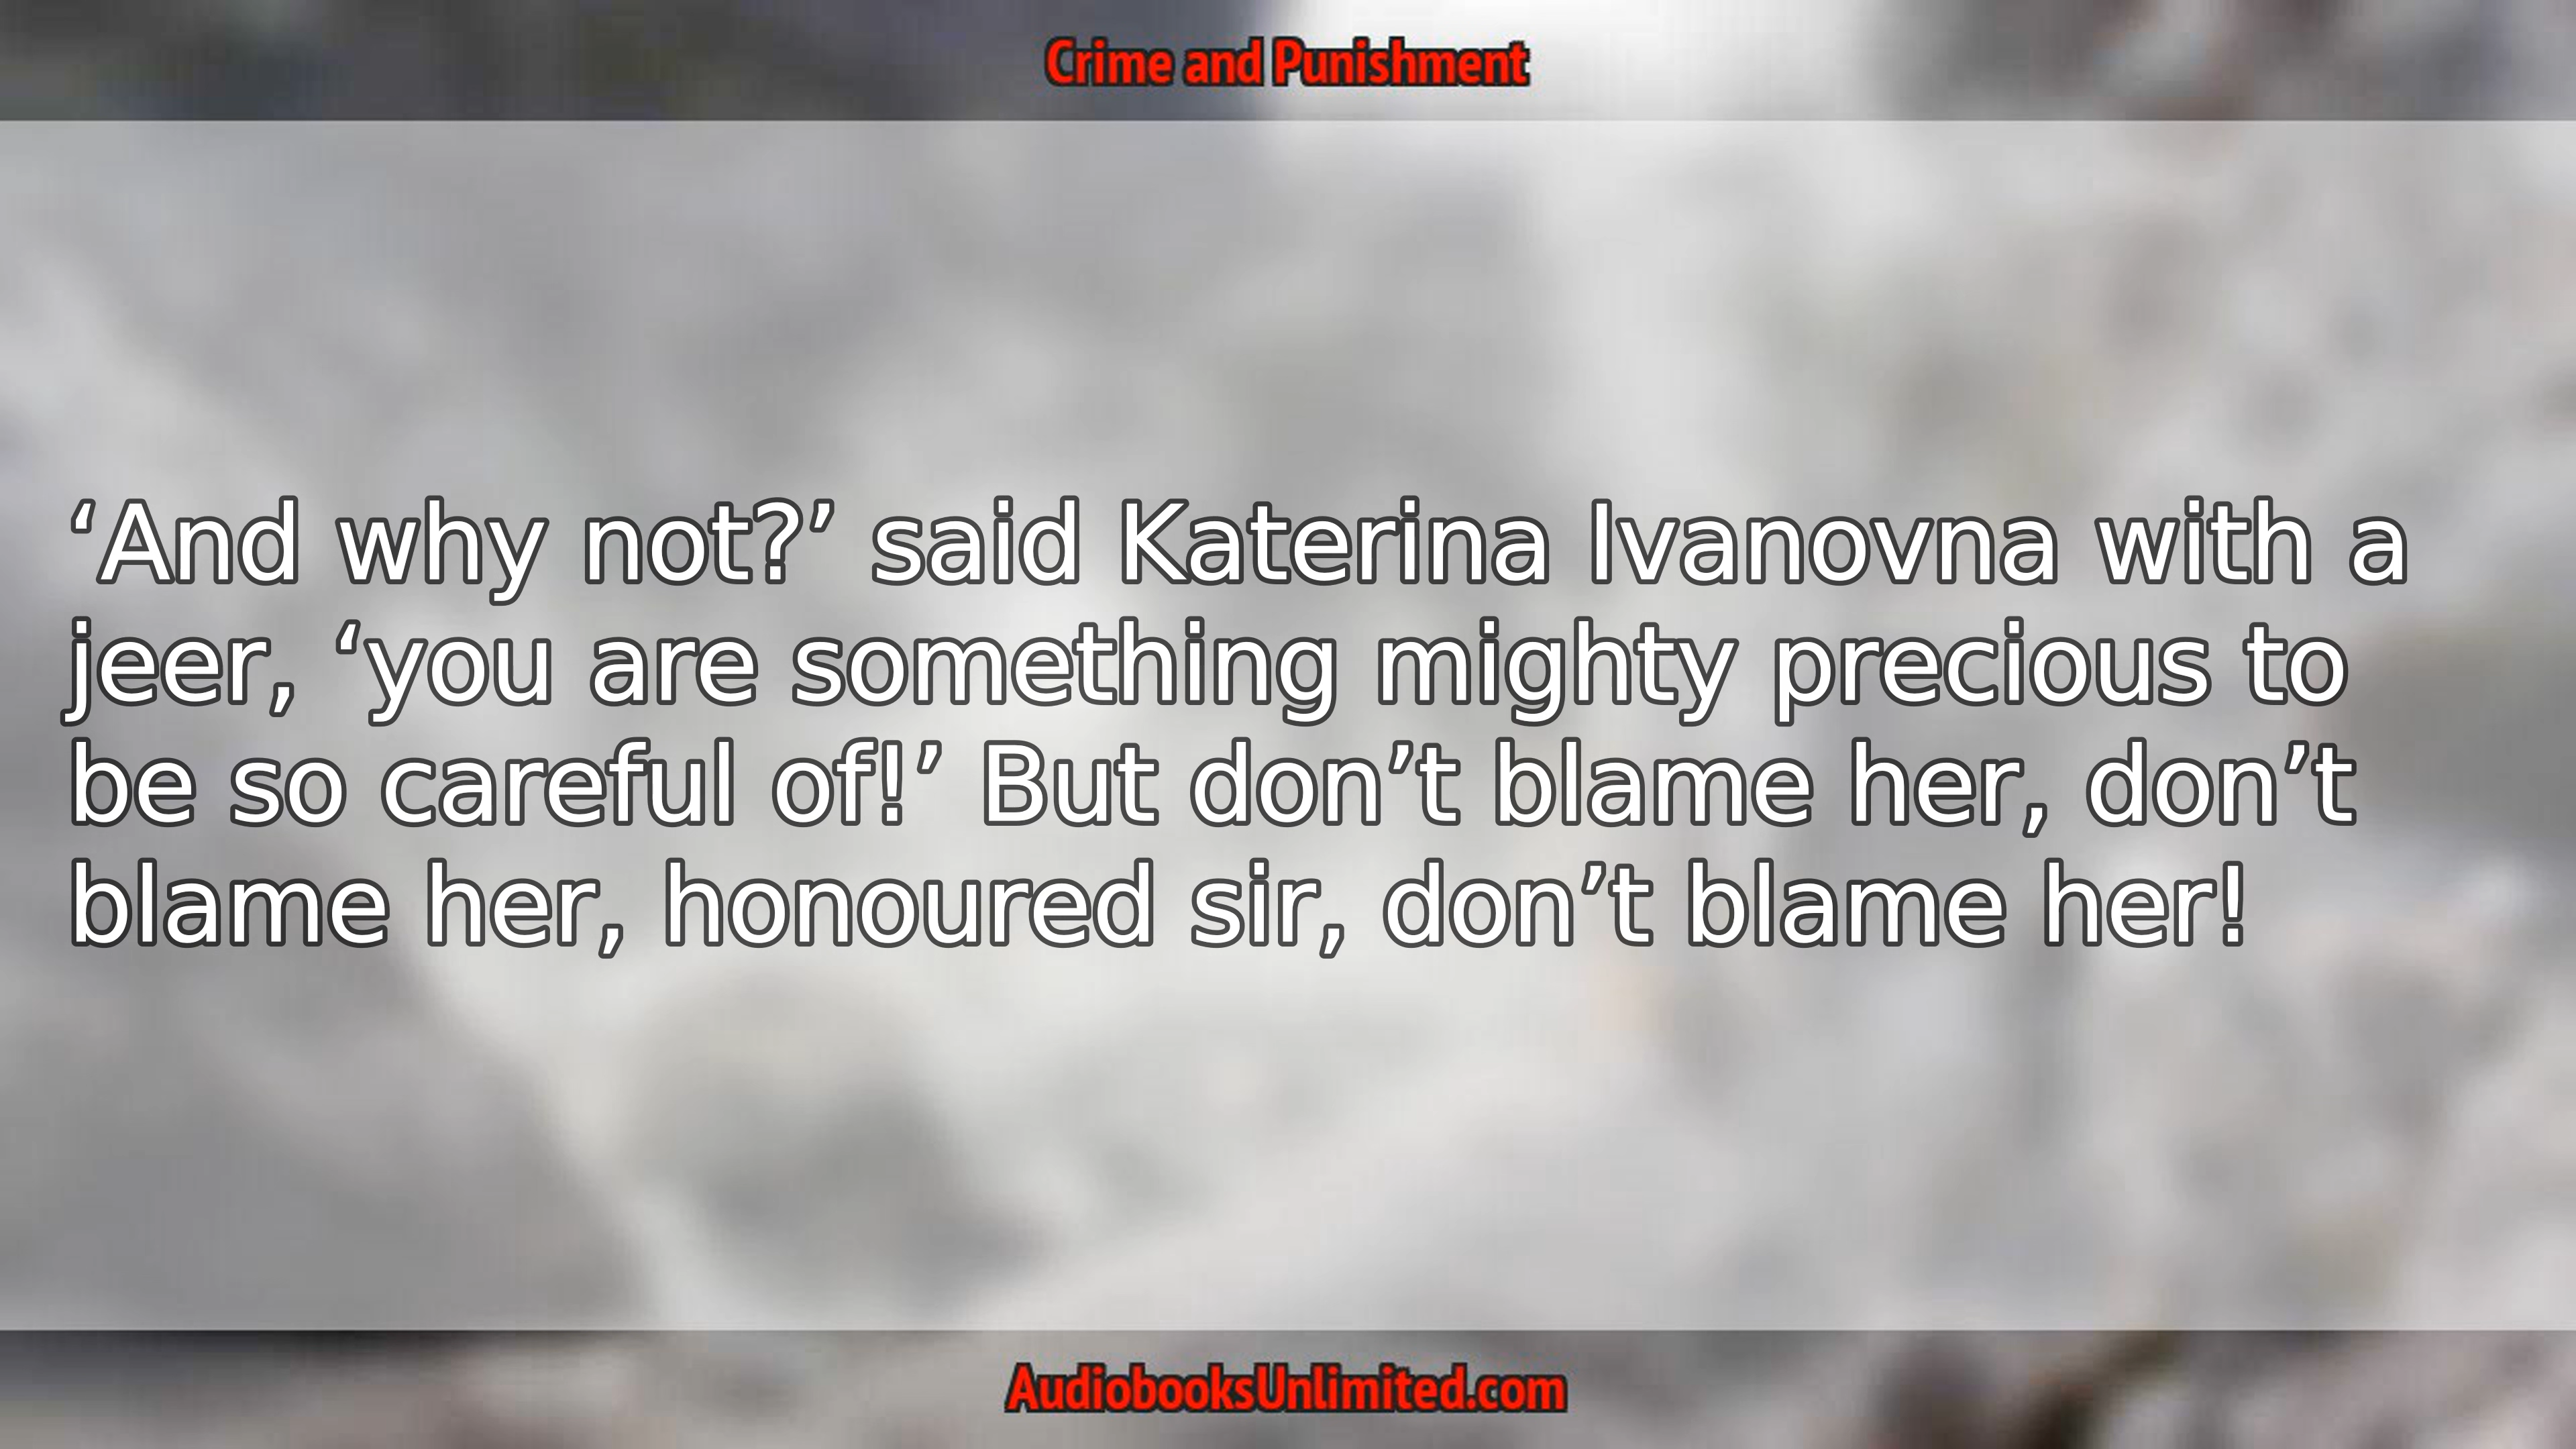 Crime and Punishment
‘And why not?’ said Katerina Ivanovna with a
jeer, ‘you are something mighty precious to
be so careful of!’ But don’t blame her, don’t
blame her, honoured sir, don’t blame her!
AudiobooksUnlimited.com